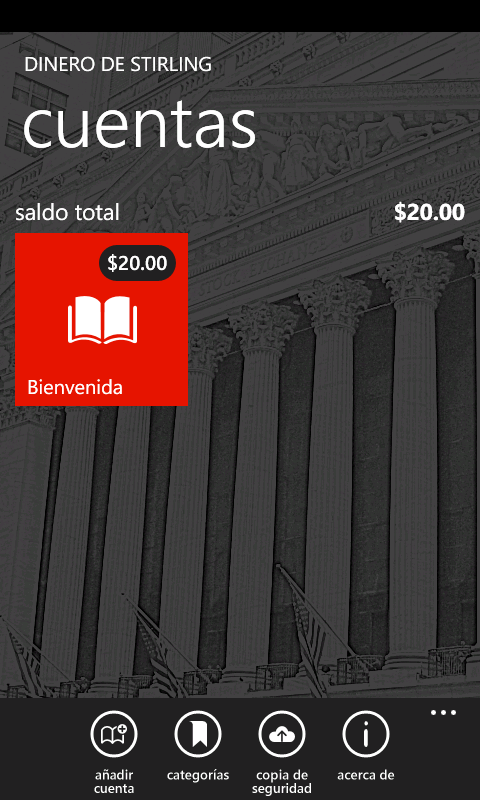 DINERO DE STIRLING
cuentas
saldo total $20.00
$20.00
Bienvenida
añadir cuenta
categorías
copia de seguridad
acerca de